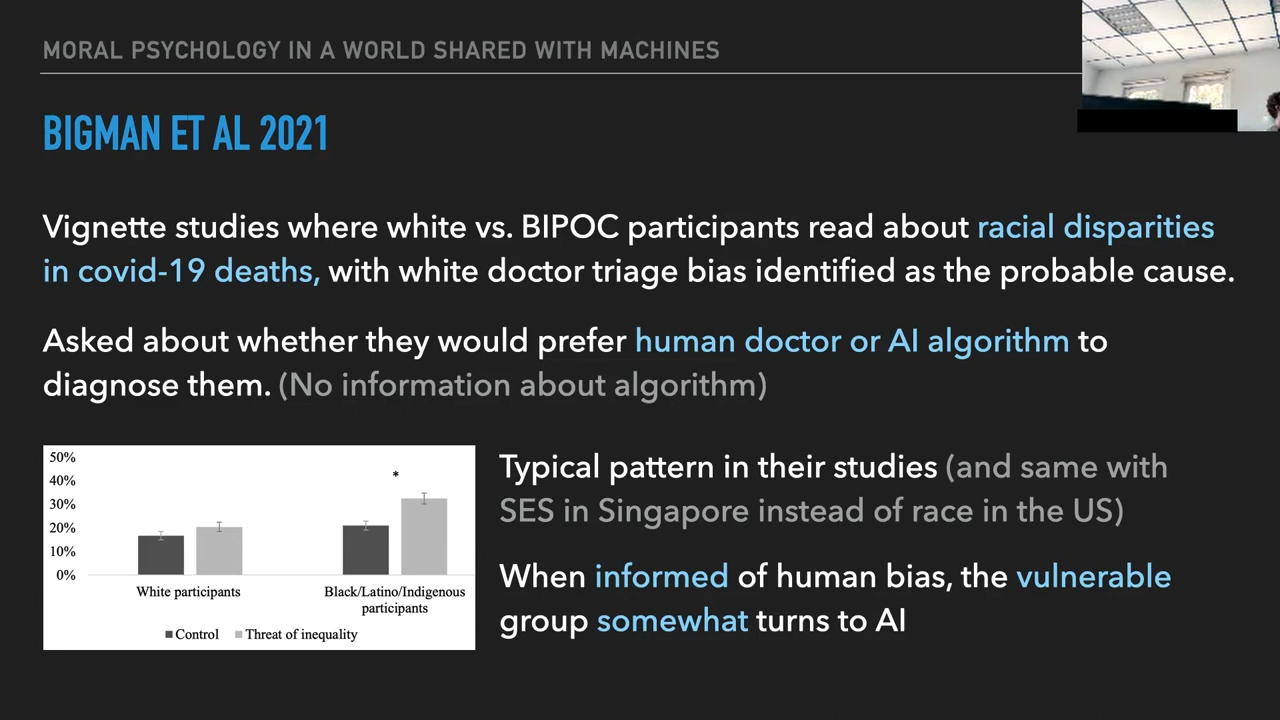 MORAL PSYCHOLOGY IN A WORLD SHARED WITH MACHINES
BIGMAN ET AL 2021
Vignette studies where white vs. BIPOC participants read about racial disparities
in covid-19 deaths, with white doctor triage bias identified as the probable cause.
Asked about whether they would prefer human doctor or AI algorithm to
diagnose them. (No information about algorithm)
50%
40%
30%
20%
10%
0%
*
White participants
Black/Latino/Indigenous
participants
Control
Threat of inequality
Typical pattern in their studies (and same with
SES in Singapore instead of race in the US)
When informed of human bias, the vulnerable
group somewhat turns to AI